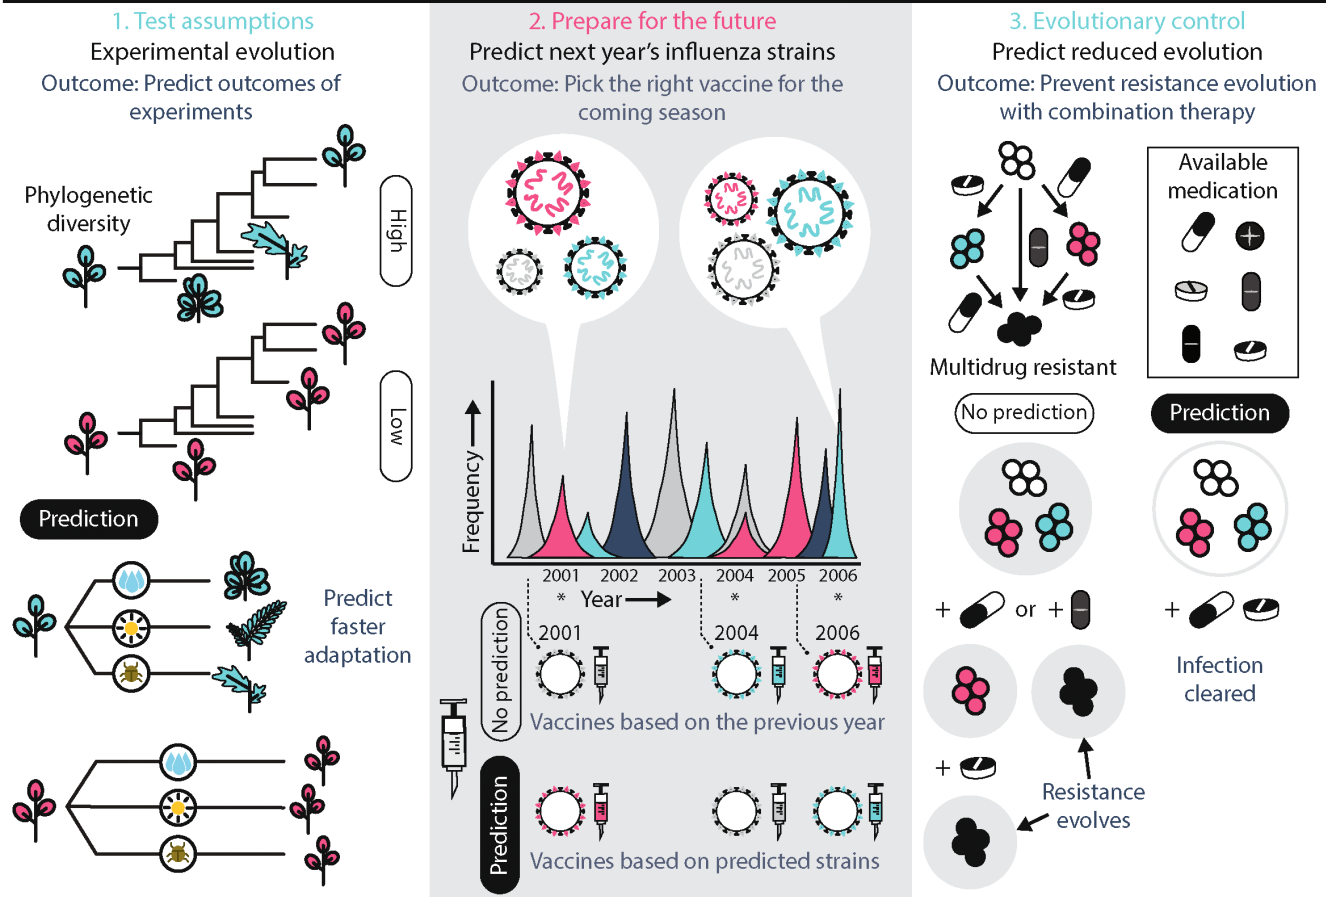 1. Test assumptions
Experimental evolution
Outcome: Predict outcomes of
experiments
Phylogenetic
diversity
High
Low
Prediction
Predict
faster
adaptation
2. Prepare for the future
Predict next year’s influenza strains
Outcome: Pick the right vaccine for the
coming season
Frequency
2001 2002 2003 2004 2005 2006
* Year * *
No prediction
2001 2004 2006
Vaccines based on the previous year
Prediction
Vaccines based on predicted strains
3. Evolutionary control
Predict reduced evolution
Outcome: Prevent resistance evolution
with combination therapy
Available
medication
Multidrug resistant
No prediction
Prediction
+ or +
+
Infection
cleared
+
Resistance
evolves